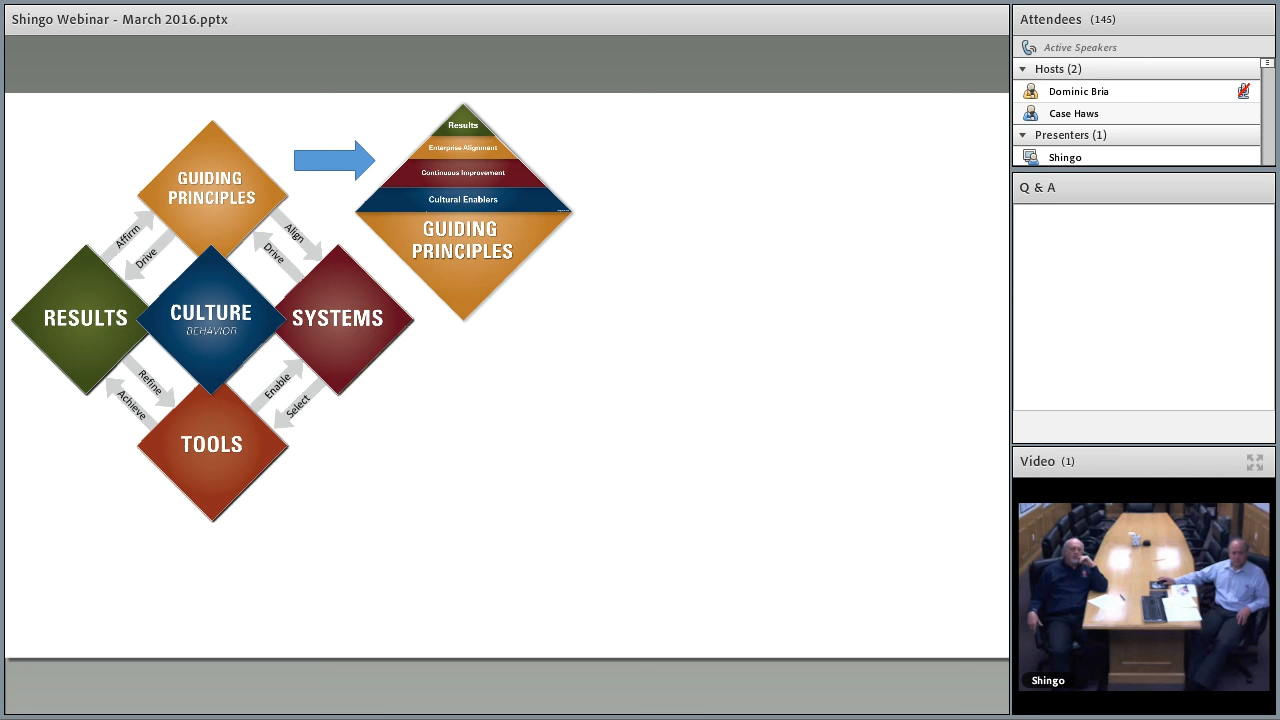 Shingo Webinar - March 2016.pptx
GUIDING
PRINCIPLES
Affirm
Drive
Align
Drive
RESULTS
CULTURE
BEHAVIOR
SYSTEMS
Refine
Achieve
Enable
Select
TOOLS
Results
Enterprise Alignment
Continuous Improvement
Cultural Enablers
GUIDING
PRINCIPLES
Attendees (145)
Active Speakers
Hosts (2)
Dominic Bria
Case Haws
Presenters (1)
Shingo
Q & A
Video (1)
Shingo